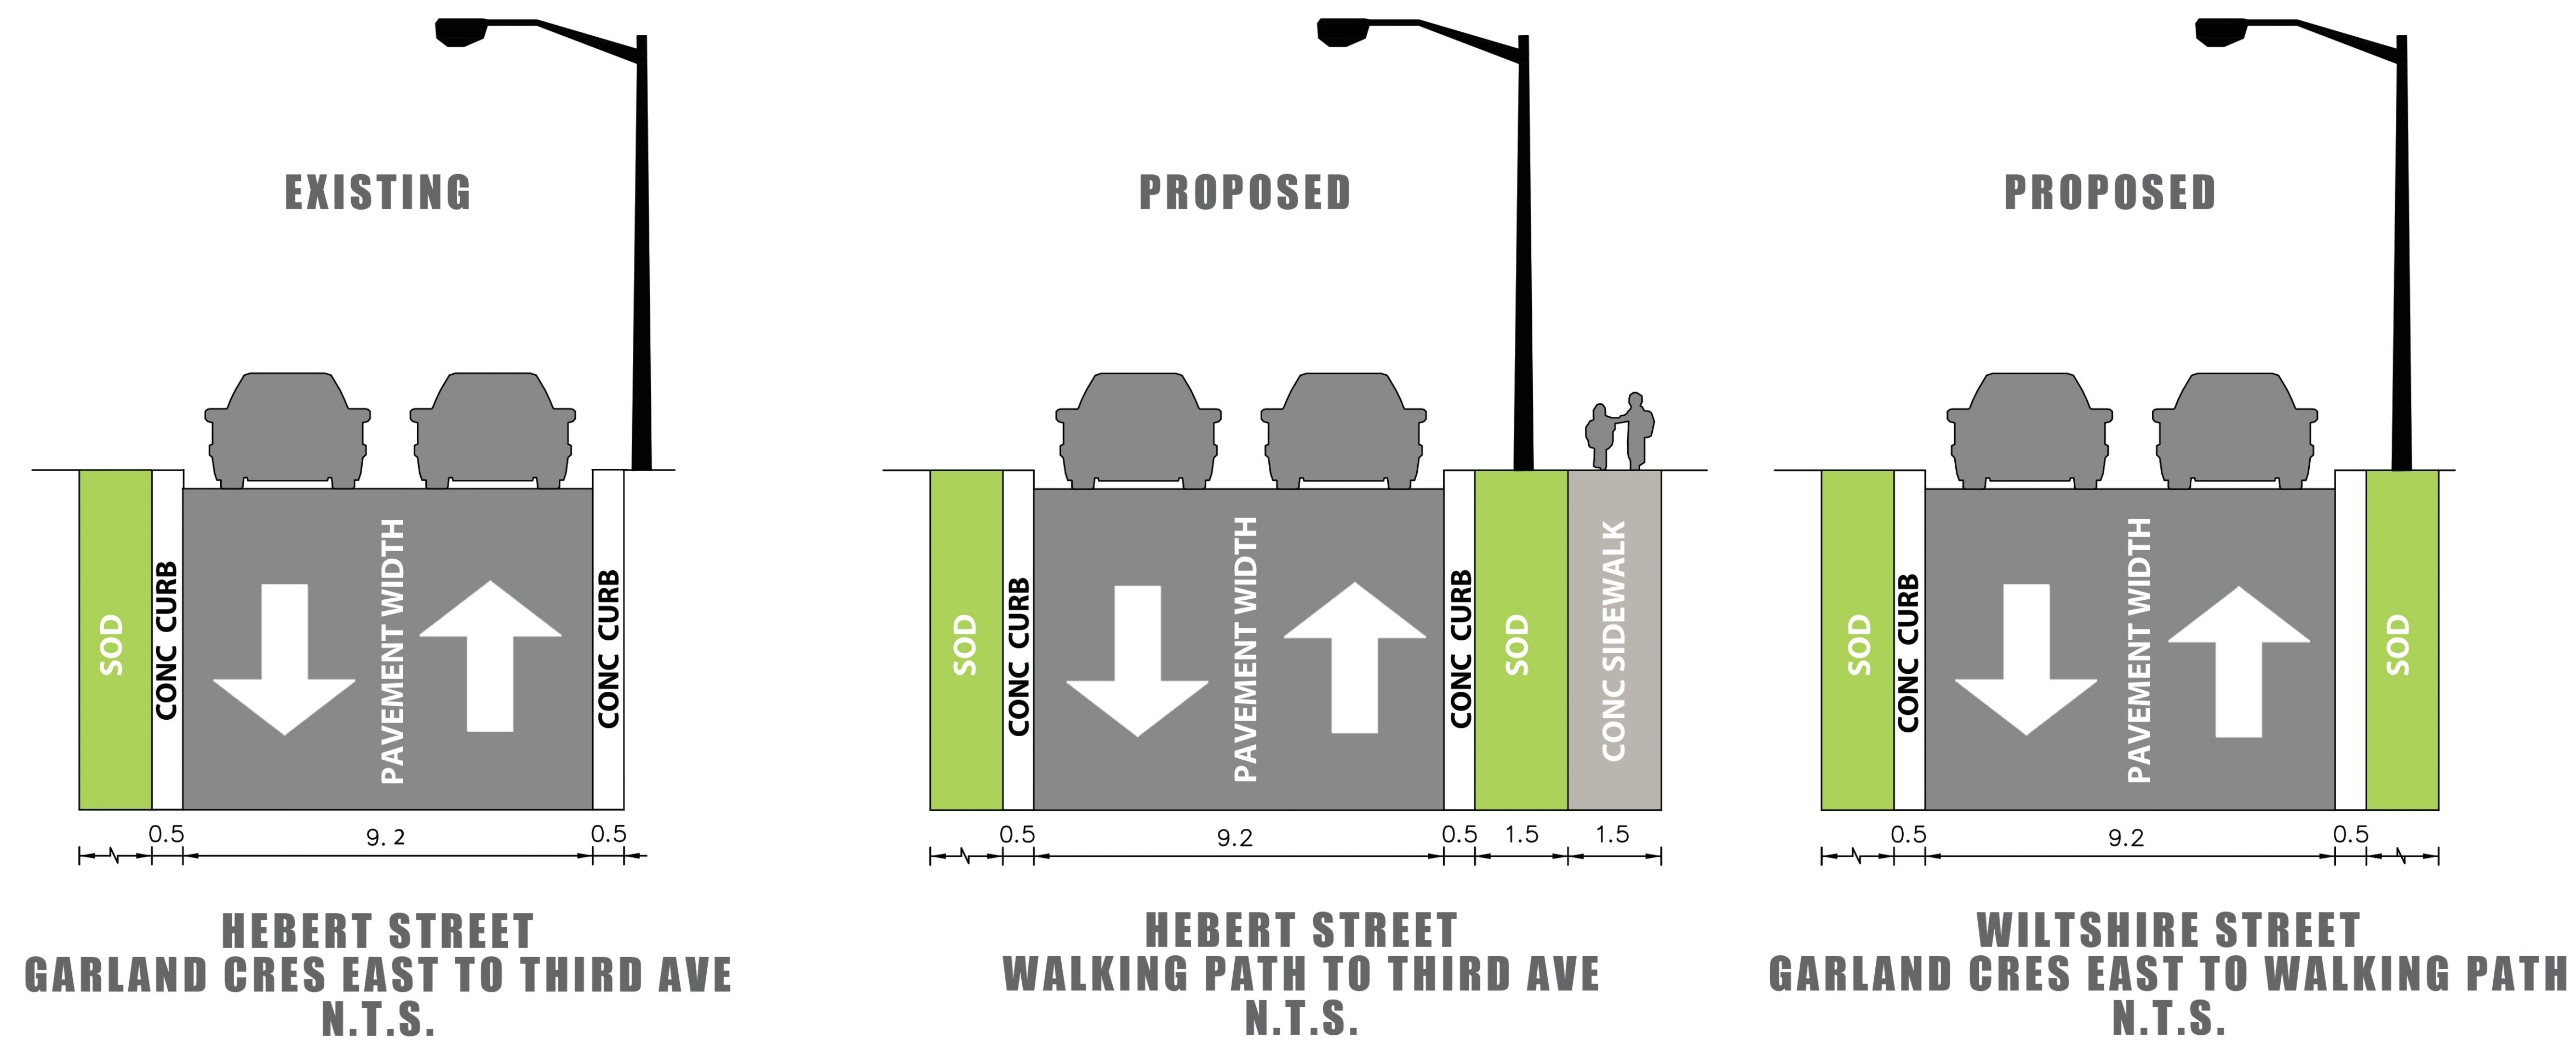 EXISTING
SOD
CONC CURB
PAVEMENT WIDTH
CONC CURB
0.5
9.2
0.5
HEBERT STREET
GARLAND CRES EAST TO THIRD AVE
N.T.S.
PROPOSED
SOD
CONC CURB
PAVEMENT WIDTH
CONC CURB
SOD
CONC SIDEWALK
0.5
9.2
0.5
1.5
1.5
HEBERT STREET
WALKING PATH TO THIRD AVE
N.T.S.
PROPOSED
SOD
CONC CURB
PAVEMENT WIDTH
SOD
0.5
9.2
0.5
WILTSHIRE STREET
GARLAND CRES EAST TO WALKING PATH
N.T.S.